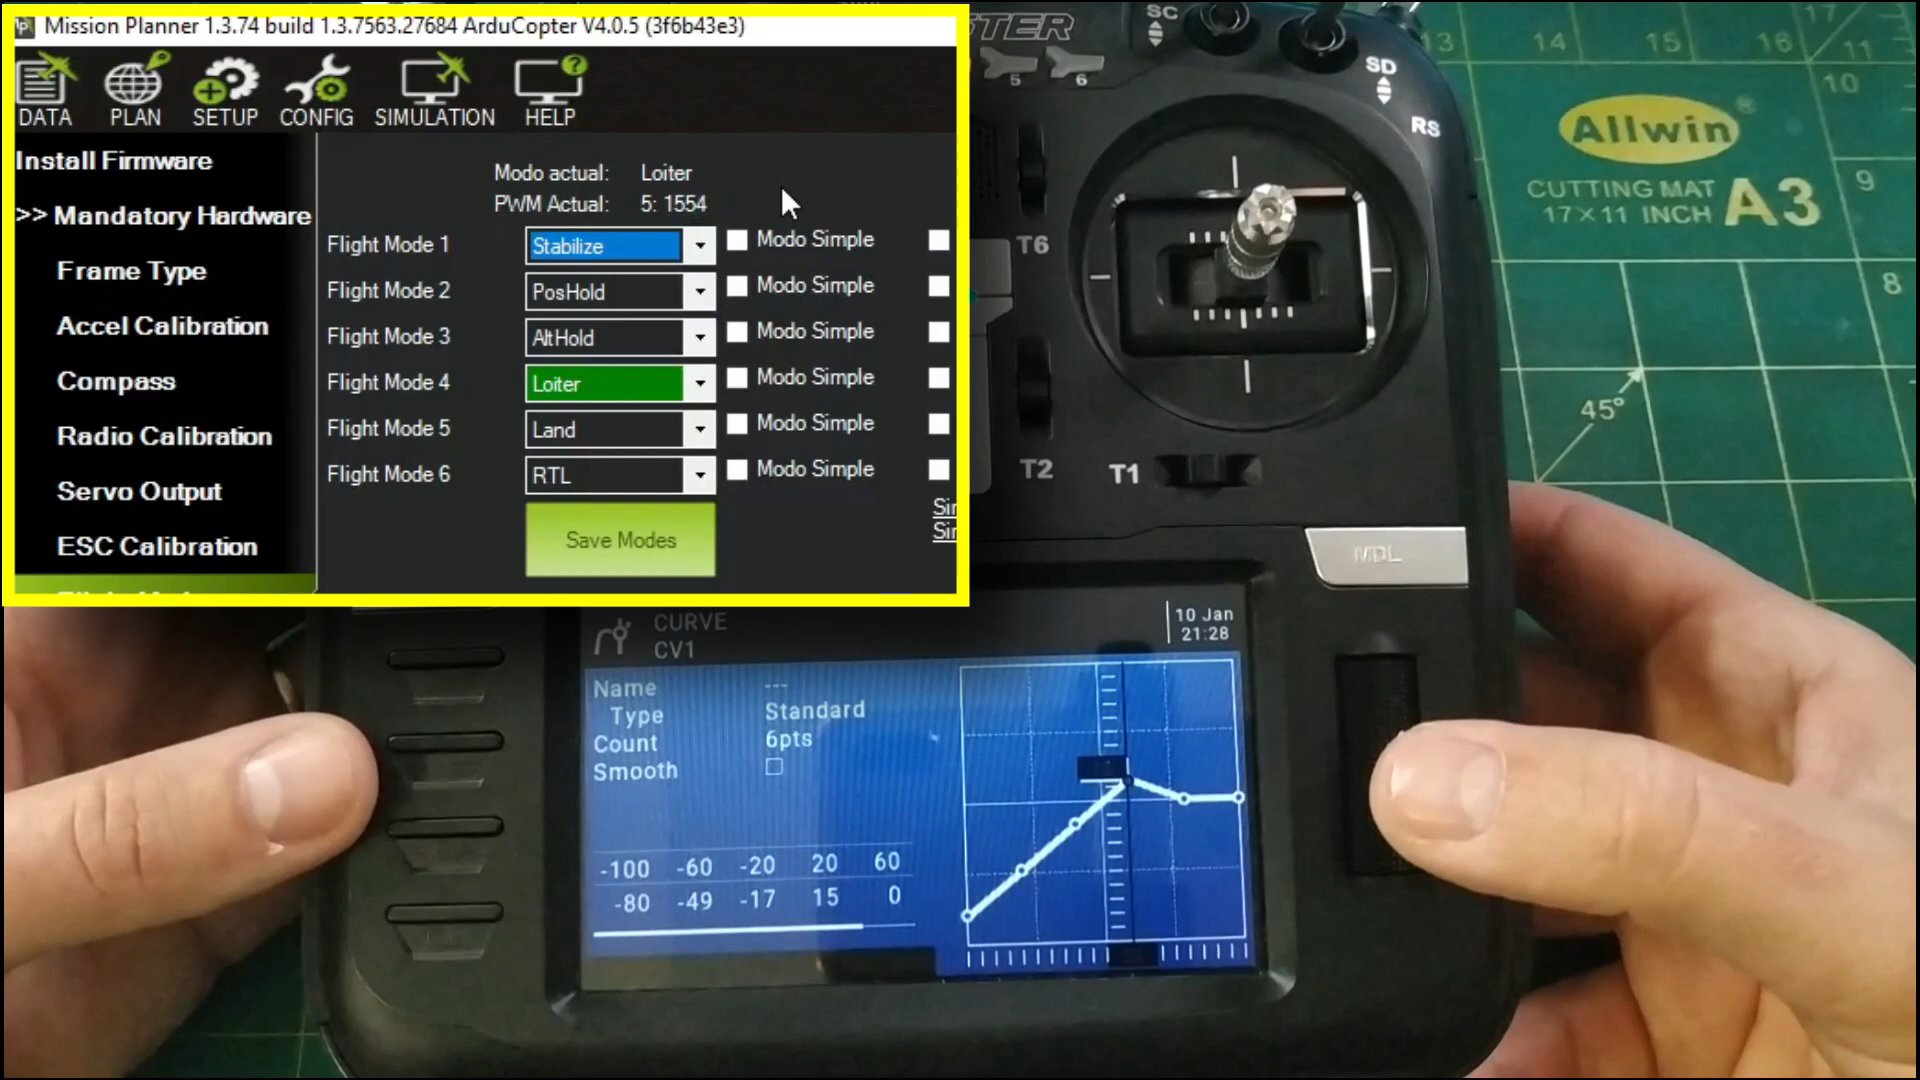 Mission Planner 1.3.74 build 1.3.7563.27684 ArduCopter V4.0.5 (3f6b43e3)
DATA PLAN SETUP CONFIG SIMULATION HELP
Install Firmware
>> Mandatory Hardware
Frame Type
Accel Calibration
Compass
Radio Calibration
Servo Output
ESC Calibration
Modo actual: Loiter
PWM Actual: 5: 1554
Flight Mode 1 Stabilize Modo Simple
Flight Mode 2 PosHold Modo Simple
Flight Mode 3 AltHold Modo Simple
Flight Mode 4 Loiter Modo Simple
Flight Mode 5 Land Modo Simple
Flight Mode 6 RTL Modo Simple
Save Modes
SC
SD
RS
5 6
T6
T2
T1
MDL
13 14 15 16 17
11
10
9
8
Allwin®
CUTTING MAT
17×11 INCH
A3
45°
CURVE
CV1
10 Jan
21:28
Name ---
Type Standard
Count 6pts
Smooth
-100 -60 -20 20 60
-80 -49 -17 15 0